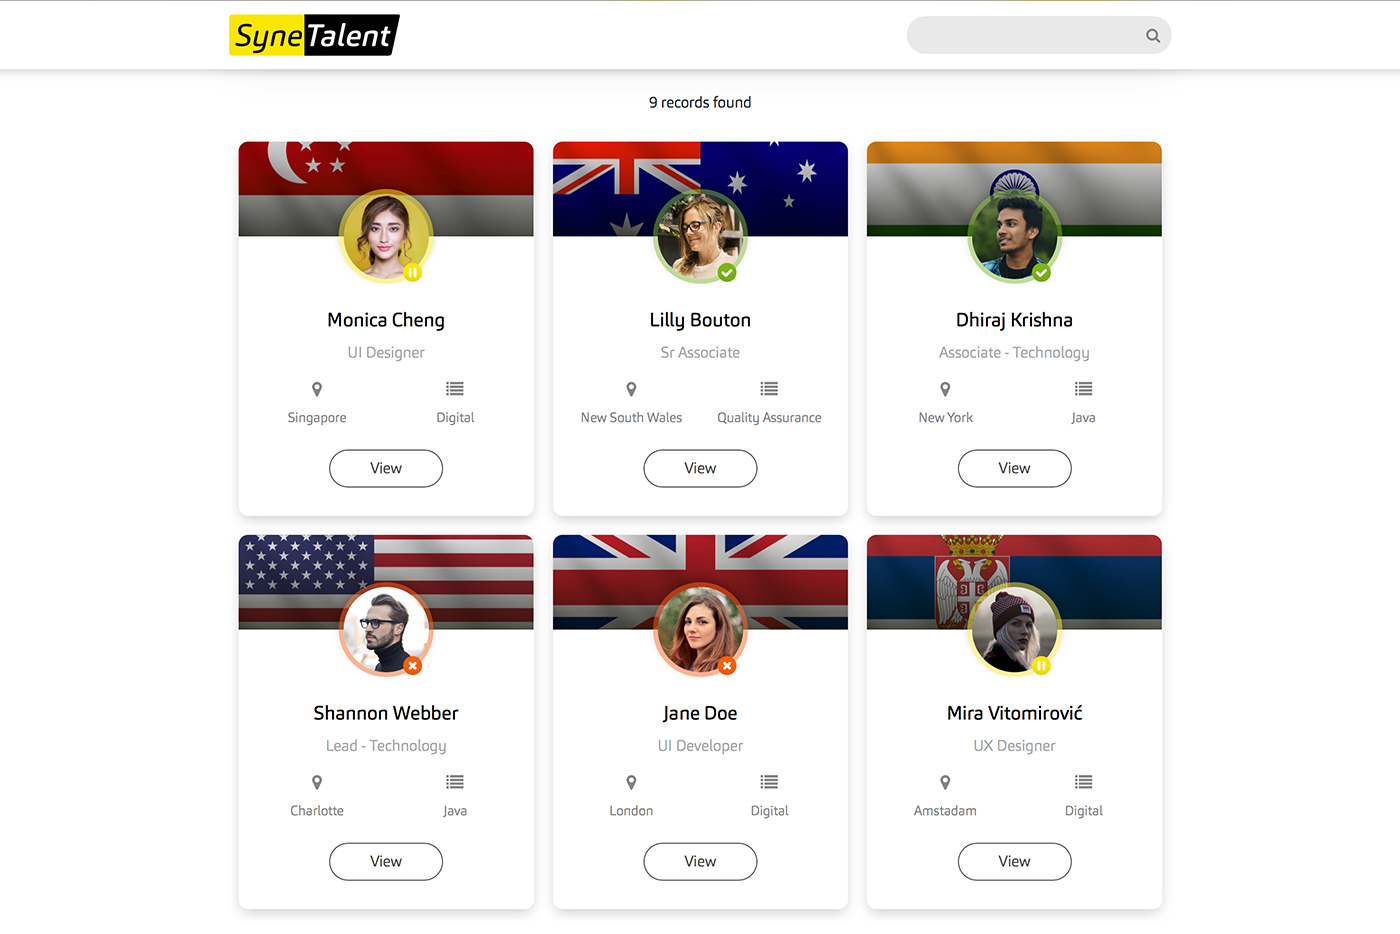 SyneTalent
9 records found
Monica Cheng
UI Designer
Singapore
Digital
View
Lilly Bouton
Sr Associate
New South Wales
Quality Assurance
View
Dhiraj Krishna
Associate - Technology
New York
Java
View
Shannon Webber
Lead - Technology
Charlotte
Java
View
Jane Doe
UI Developer
London
Digital
View
Mira Vitomirović
UX Designer
Amstadam
Digital
View